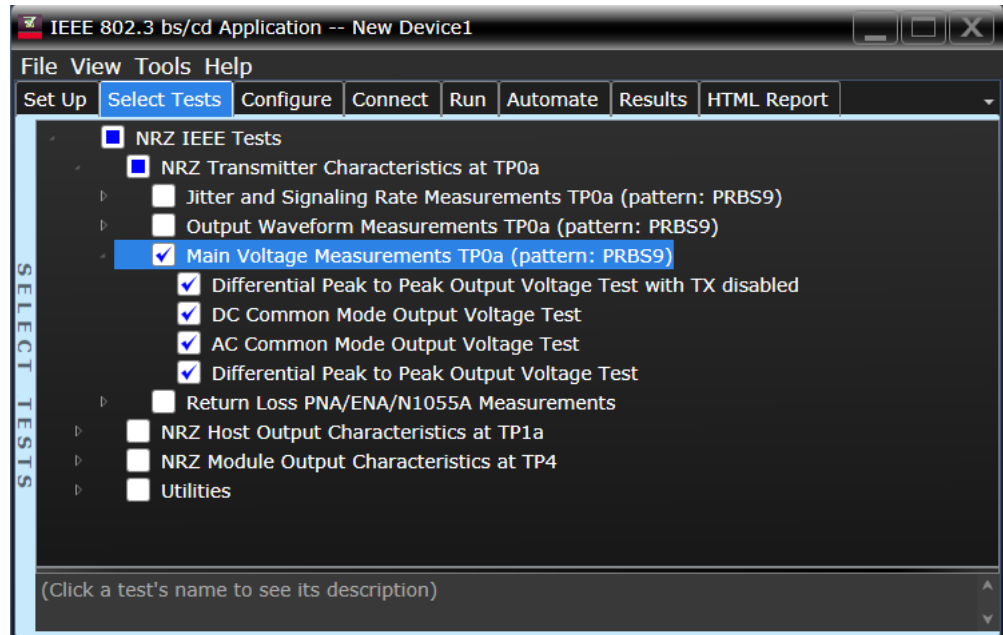 IEEE 802.3 bs/cd Application -- New Device1
File View Tools Help
Set Up Select Tests Configure Connect Run Automate Results HTML Report
NRZ IEEE Tests
NRZ Transmitter Characteristics at TP0a
Jitter and Signaling Rate Measurements TP0a (pattern: PRBS9)
Output Waveform Measurements TP0a (pattern: PRBS9)
Main Voltage Measurements TP0a (pattern: PRBS9)
Differential Peak to Peak Output Voltage Test with TX disabled
DC Common Mode Output Voltage Test
AC Common Mode Output Voltage Test
Differential Peak to Peak Output Voltage Test
Return Loss PNA/ENA/N1055A Measurements
NRZ Host Output Characteristics at TP1a
NRZ Module Output Characteristics at TP4
Utilities
SELECT TESTS
(Click a test's name to see its description)